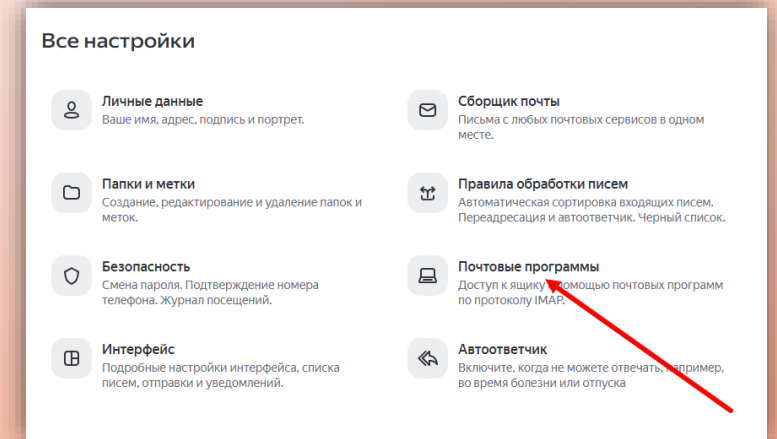 Все настройки
Личные данные
Ваше имя, адрес, подпись и портрет.
Сборщик почты
Письма с любых почтовых сервисов в одном
месте.
Папки и метки
Создание, редактирование и удаление папок и
меток.
Правила обработки писем
Автоматическая сортировка входящих писем.
Переадресация и автоответчик. Черный список.
Безопасность
Смена пароля. Подтверждение номера
телефона. Журнал посещений.
Почтовые программы
Доступ к ящику с помощью почтовых программ
по протоколу IMAP.
Интерфейс
Подробные настройки интерфейса, списка
писем, отправки и уведомлений.
Автоответчик
Включите, когда не можете отвечать, например,
во время болезни или отпуска